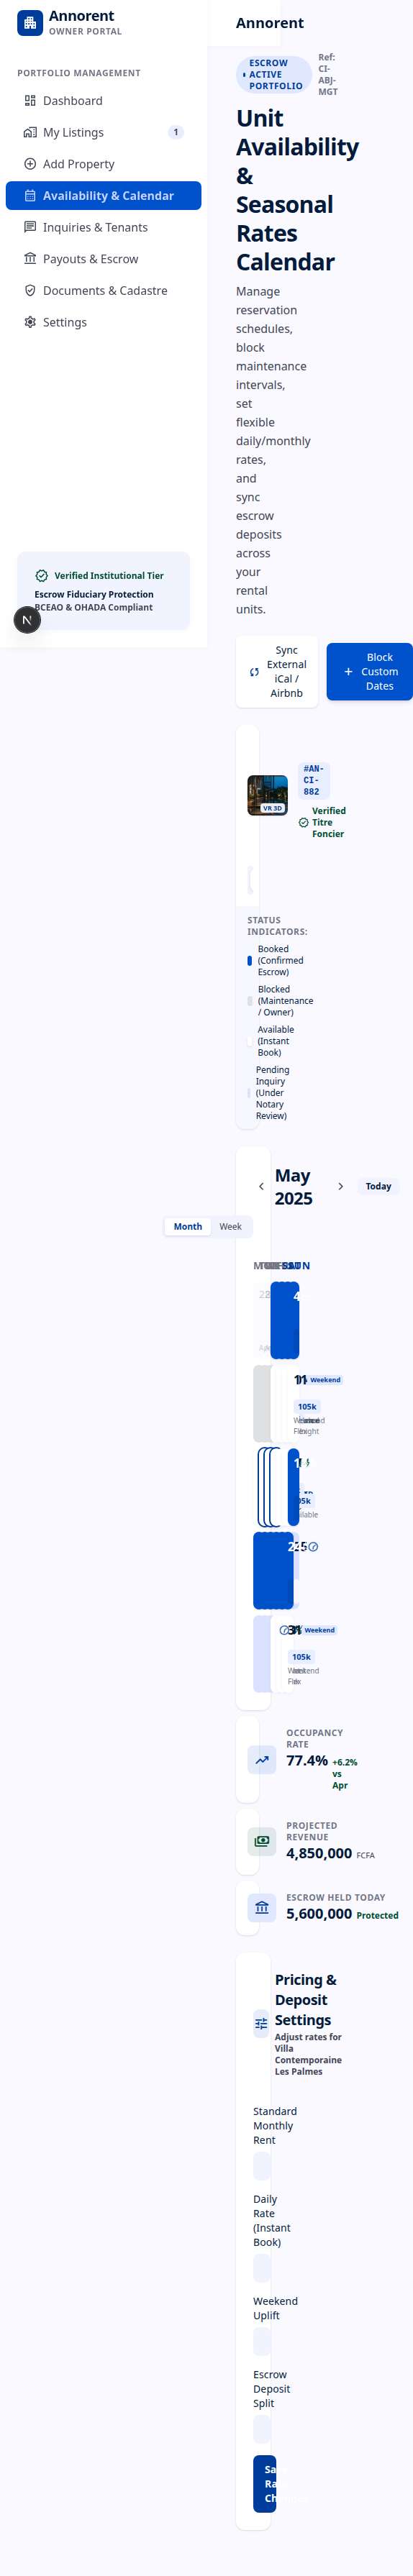 Annorent
OWNER PORTAL
PORTFOLIO MANAGEMENT
Dashboard
My Listings
1
Add Property
Availability & Calendar
Inquiries & Tenants
Payouts & Escrow
Documents & Cadastre
Settings
Verified Institutional Tier
Escrow Fiduciary Protection
BCEAO & OHADA Compliant
N
Annorent
ESCROW
ACTIVE
PORTFOLIO
Ref:
CI-
ABJ-
MGT
Unit
Availability
&
Seasonal
Rates
Calendar
Manage
reservation
schedules,
block
maintenance
intervals,
set
flexible
daily/monthly
rates,
and
sync
escrow
deposits
across
your
rental
units.
Sync
External
iCal /
Airbnb
Block
Custom
Dates
VR 3D
#AN-
CI-
882
Verified
Titre
Foncier
STATUS
INDICATORS:
Booked
(Confirmed
Escrow)
Blocked
(Maintenance
/ Owner)
Available
(Instant
Book)
Pending
Inquiry
(Under
Notary
Review)
May
2025
Today
Month
Week
SUN
4
11
Weekend
105k
25
31
Weekend
105k
OCCUPANCY
RATE
77.4%
+6.2%
vs
Apr
PROJECTED
REVENUE
4,850,000 FCFA
ESCROW HELD TODAY
5,600,000 Protected
Pricing &
Deposit
Settings
Adjust rates for
Villa
Contemporaine
Les Palmes
Standard
Monthly
Rent
Daily
Rate
(Instant
Book)
Weekend
Uplift
Escrow
Deposit
Split